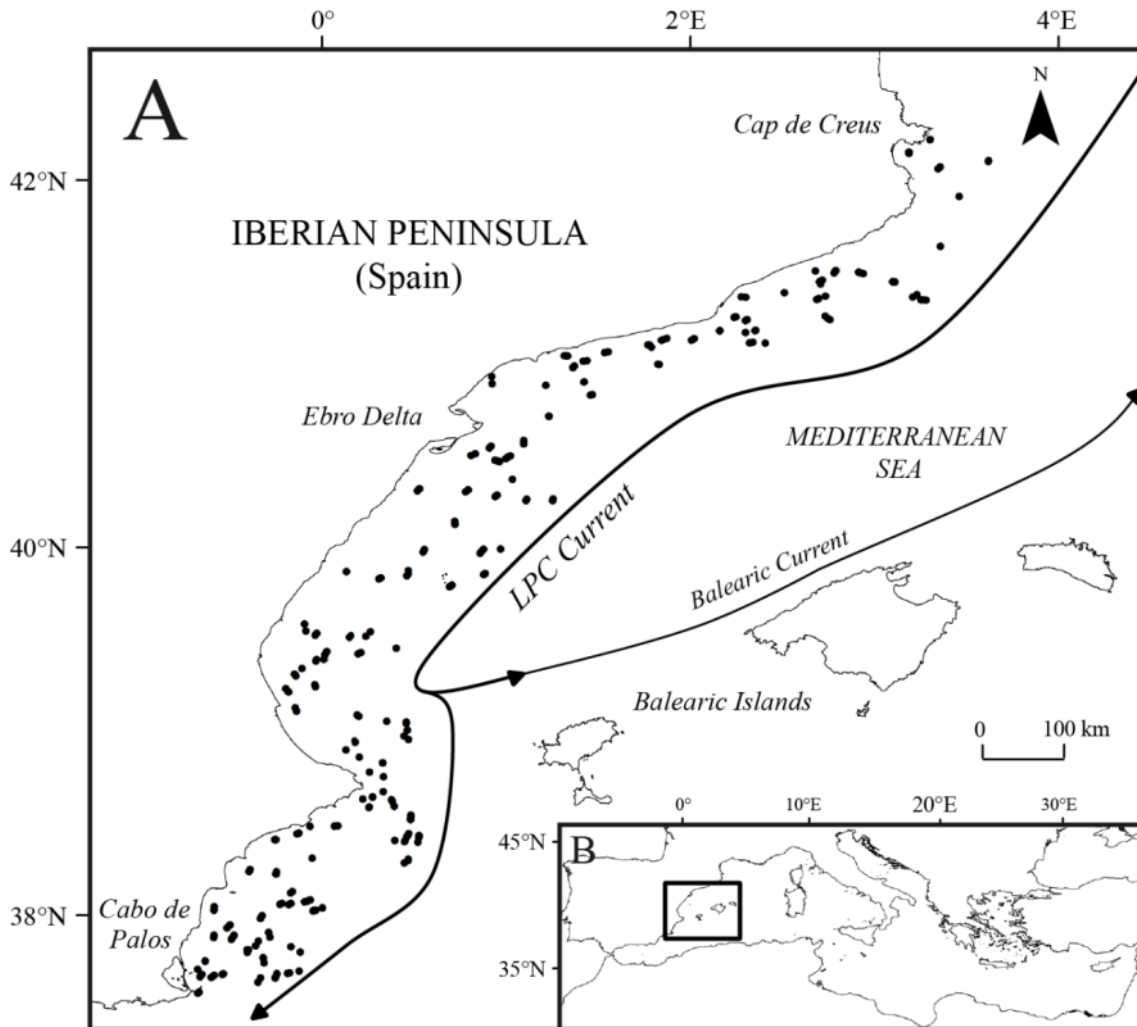 0°
2°E
4°E
A
N
Cap de Creus
42°N
IBERIAN PENINSULA
(Spain)
Ebro Delta
MEDITERRANEAN
SEA
LPC Current
40°N
Balearic Current
Balearic Islands
0
100 km
0°
10°E
20°E
30°E
45°N
B
38°N
Cabo de
Palos
35°N